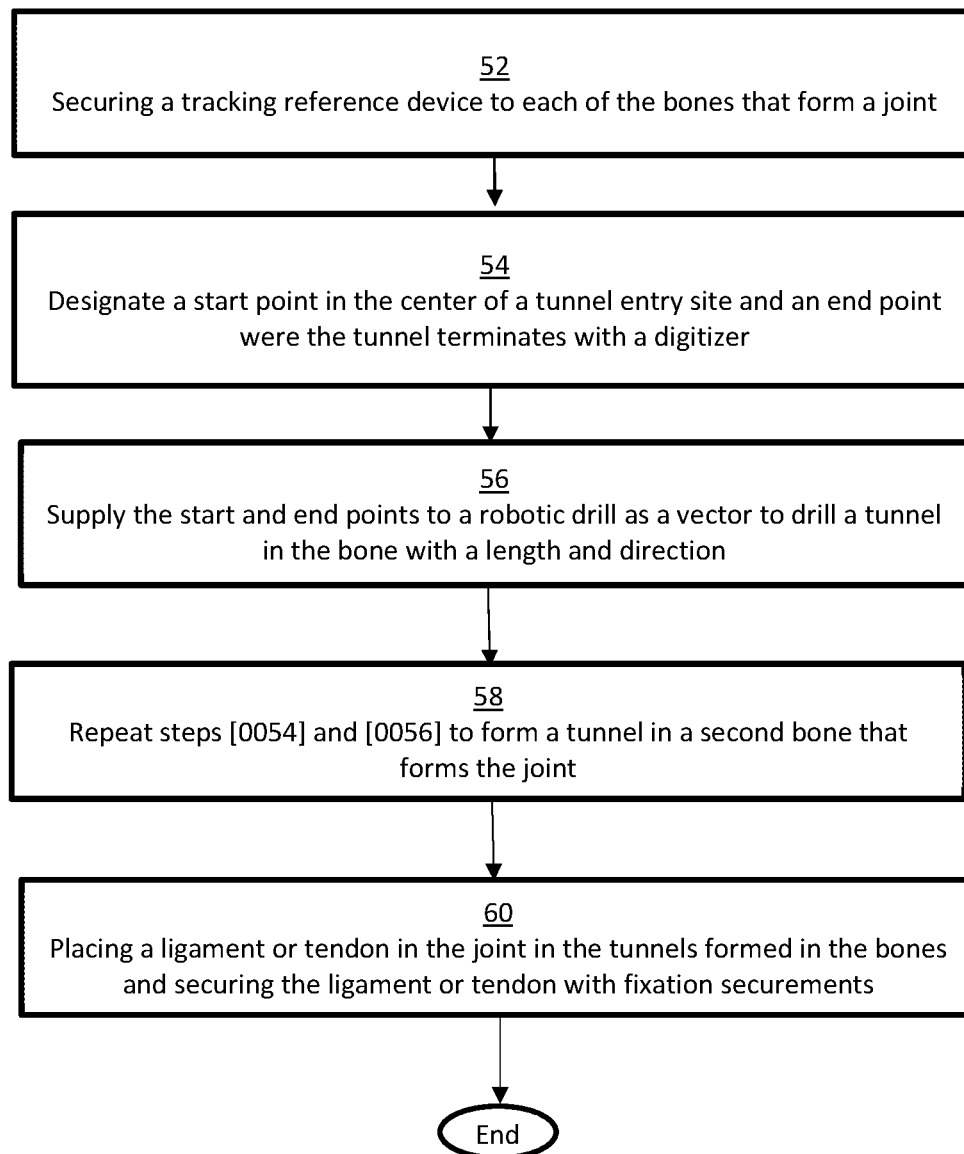 52
Securing a tracking reference device to each of the bones that form a joint
54
Designate a start point in the center of a tunnel entry site and an end point
were the tunnel terminates with a digitizer
56
Supply the start and end points to a robotic drill as a vector to drill a tunnel
in the bone with a length and direction
58
Repeat steps [0054] and [0056] to form a tunnel in a second bone that
forms the joint
60
Placing a ligament or tendon in the joint in the tunnels formed in the bones
and securing the ligament or tendon with fixation securements
End